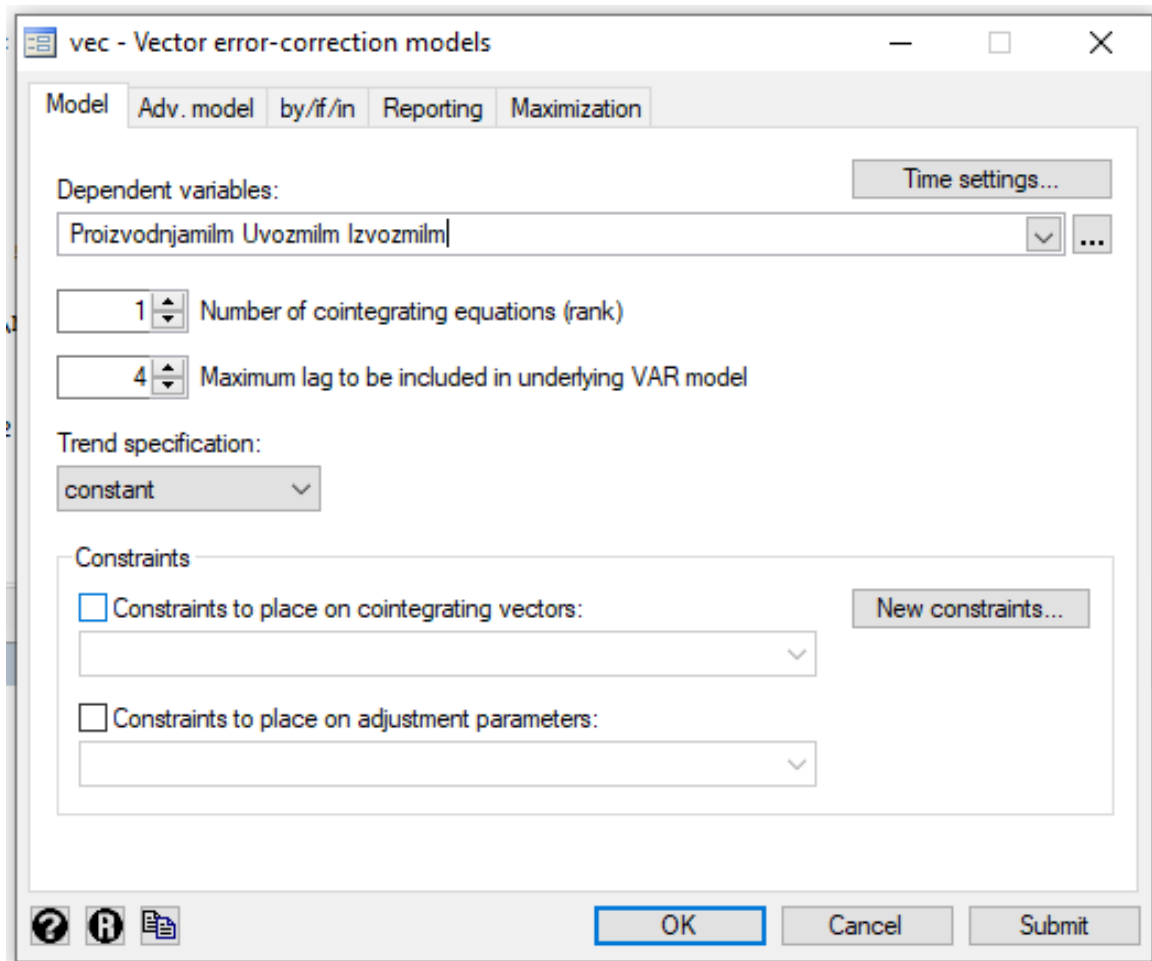 vec - Vector error-correction models
Model Adv. model by/if/in Reporting Maximization
Time settings...
Dependent variables:
Proizvodnjamilm Uvozmilm Izvozmilm
...
1 Number of cointegrating equations (rank)
4 Maximum lag to be included in underlying VAR model
Trend specification:
constant
Constraints
Constraints to place on cointegrating vectors:
New constraints...
Constraints to place on adjustment parameters:
? R OK Cancel Submit